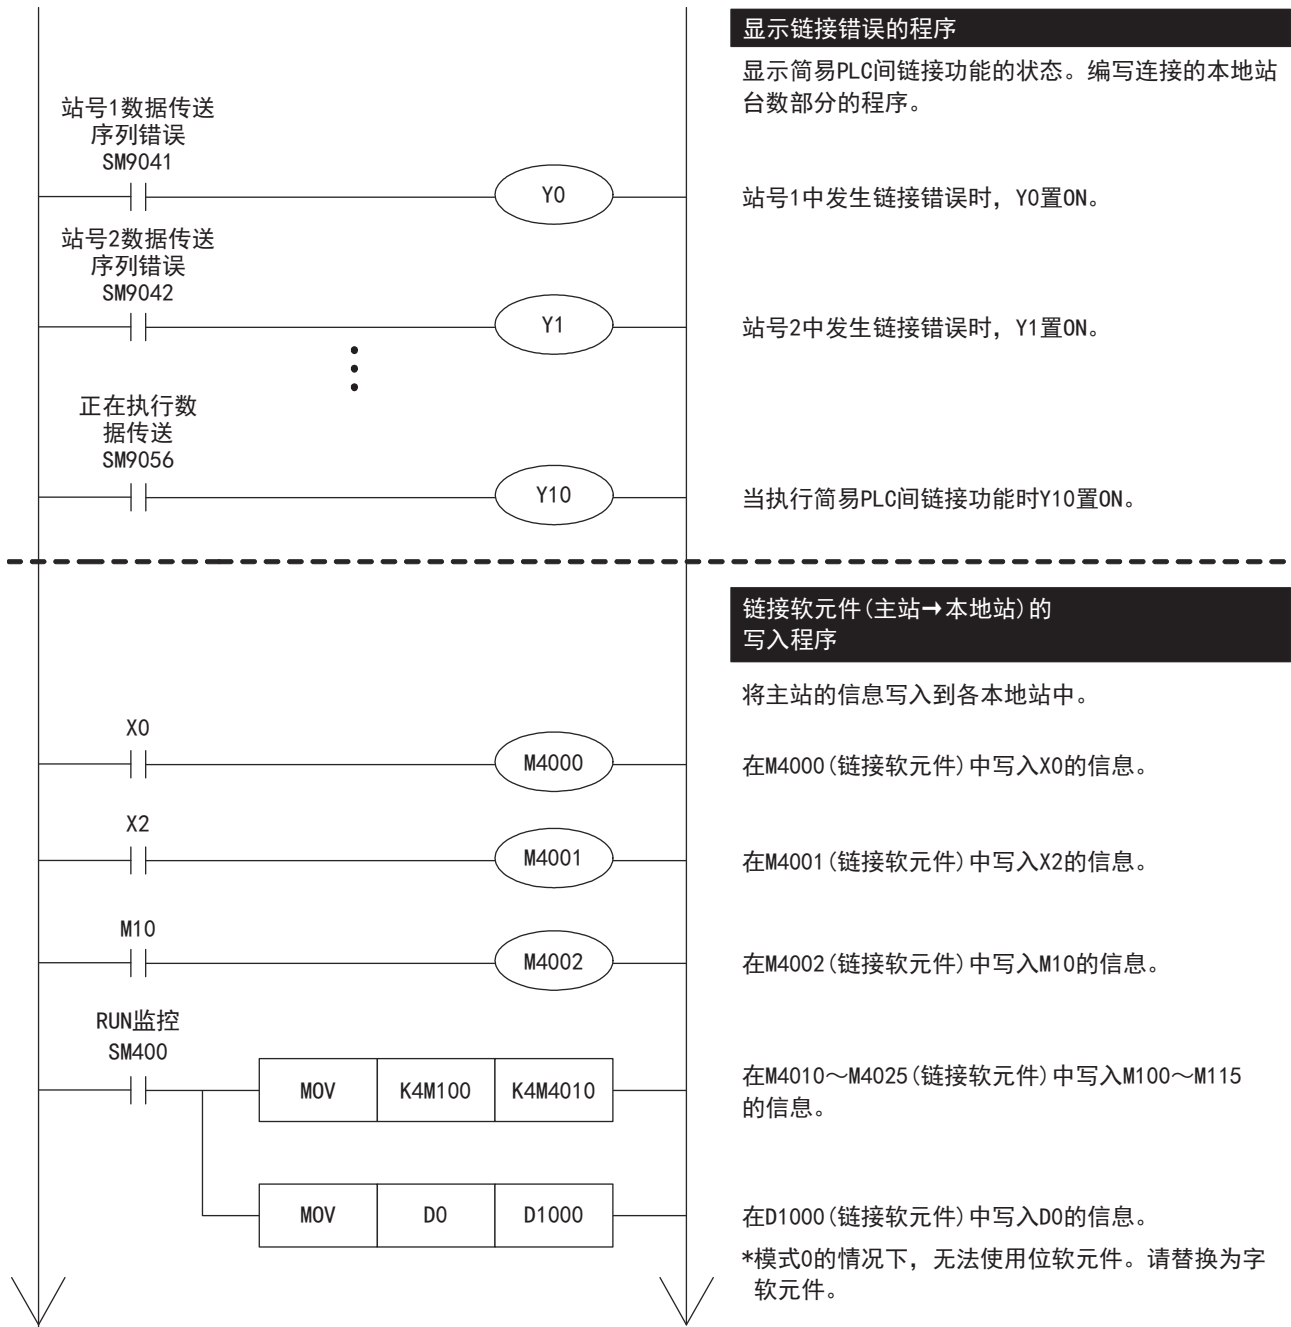 显示链接错误的程序
显示简易PLC间链接功能的状态。编写连接的本地站
台数部分的程序。
站号1数据传送
序列错误
SM9041
Y0
站号1中发生链接错误时，Y0置ON。
站号2数据传送
序列错误
SM9042
Y1
站号2中发生链接错误时，Y1置ON。
正在执行数
据传送
SM9056
Y10
当执行简易PLC间链接功能时Y10置ON。
链接软元件(主站→本地站)的
写入程序
将主站的信息写入到各本地站中。
X0
M4000
在M4000(链接软元件)中写入X0的信息。
X2
M4001
在M4001(链接软元件)中写入X2的信息。
M10
M4002
在M4002(链接软元件)中写入M10的信息。
RUN监控
SM400
MOV K4M100 K4M4010
在M4010～M4025(链接软元件)中写入M100～M115
的信息。
MOV D0 D1000
在D1000(链接软元件)中写入D0的信息。
*模式0的情况下，无法使用位软元件。请替换为字
软元件。